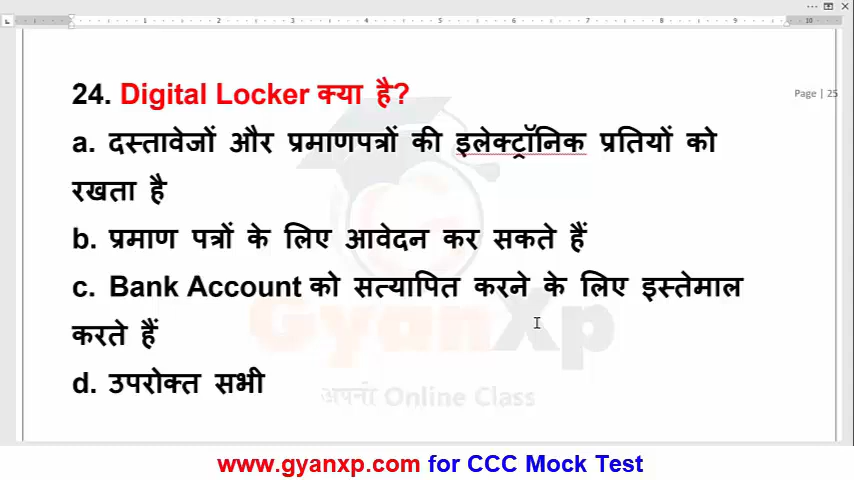 24. Digital Locker क्या है?
Page | 25
a. दस्तावेजों और प्रमाणपत्रों की इलेक्ट्रॉनिक प्रतियों को
रखता है
b. प्रमाण पत्रों के लिए आवेदन कर सकते हैं
c. Bank Account को सत्यापित करने के लिए इस्तेमाल
करते हैं
GyanXp
d. उपरोक्त सभी
अपनी Online Class
www.gyanxp.com for CCC Mock Test